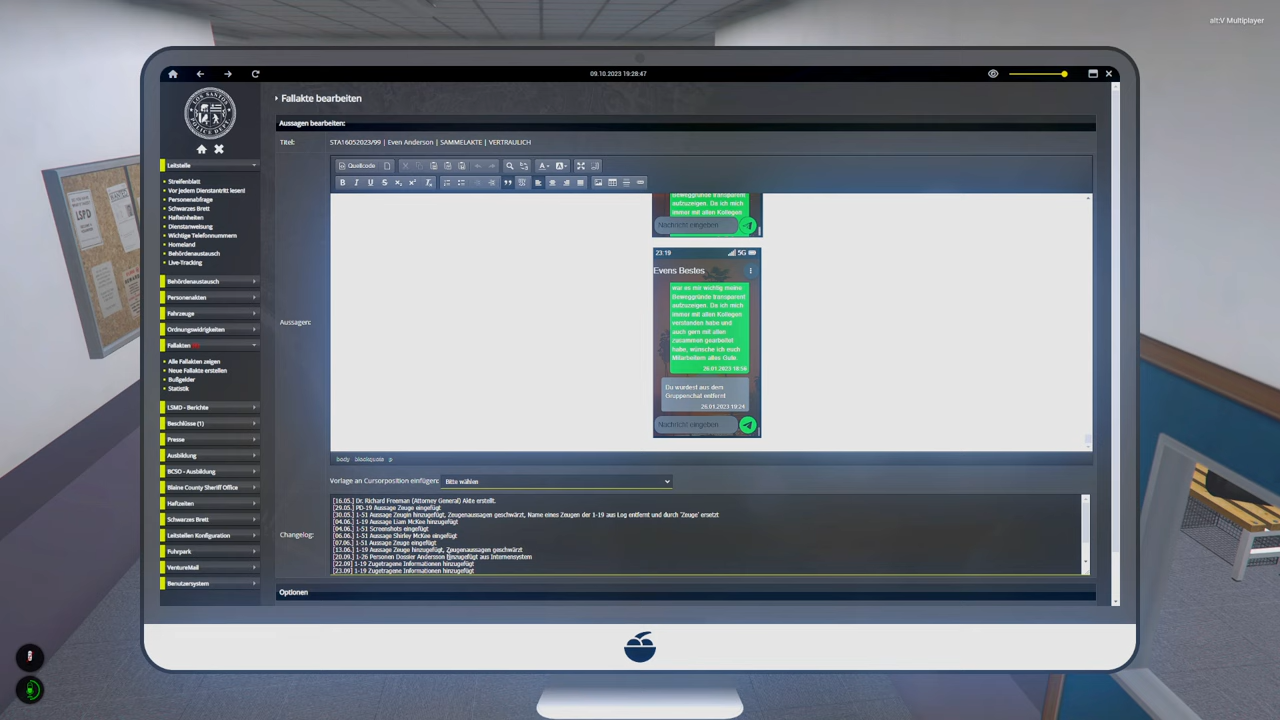 alt:V Multiplayer
09.10.2023 19:28:47
LOS SANTOS
POLICE DEPT
LSPD
Leitstelle
Streifenblatt
Vor jedem Dienstantritt lesen!
Personenabfrage
Schwarzes Brett
Hafteinheiten
Dienstanweisung
Wichtige Telefonnummern
Homeland
Behördenaustausch
Live-Tracking
Behördenaustausch
Personenakten
Fahrzeuge
Ordnungswidrigkeiten
Fallakten
Alle Fallakten zeigen
Neue Fallakte erstellen
Bußgelder
Statistik
LSMD - Berichte
Beschlüsse (1)
Presse
Ausbildung
BCSO - Ausbildung
Blaine County Sheriff Office
Haftzeiten
Schwarzes Brett
Leitstellen Konfiguration
Fuhrpark
VentureMail
Benutzersystem
Fallakte bearbeiten
Aussagen bearbeiten:
Titel: STA16052023/99 | Even Anderson | SAMMELAKTE | VERTRAULICH
Quellcode
Aussagen:
Beweggründe transparent
aufzuzeigen. Da ich mich
immer mit allen Kollegen
Nachricht eingeben
23:19 5G
Evens Bestes
war es mir wichtig meine
Beweggründe transparent
aufzuzeigen. Da ich mich
immer mit allen Kollegen
verstanden habe und
auch gern mit allen
zusammen gearbeitet
habe, wünsche ich euch
Mitarbeitern alles Gute.
26.01.2023 18:56
Du wurdest aus dem
Gruppenchat entfernt
26.01.2023 19:24
Nachricht eingeben
body blockquote p
Vorlage an Cursorposition einfügen: Bitte wählen
Changelog:
[16.05.] Dr. Richard Freeman (Attorney General) Akte erstellt.
[29.05.] PD-19 Aussage Zeuge eingefügt
[30.05.] 1-51 Aussage Zeugin hinzugefügt, Zeugenaussagen geschwärzt, Name eines Zeugen der 1-19 aus Log entfernt und durch 'Zeuge' ersetzt
[04.06.] 1-19 Aussage Liam McKee hinzugefügt
[04.06] 1-51 Screenshots eingefügt
[06.06] 1-51 Aussage Shirley McKee eingefügt
[07.06] 1-51 Aussage Zeuge eingefügt
[13.06] 1-19 Aussage Zeuge hinzugefügt, Zeugenaussagen geschwärzt
[20.09] 1-26 Personen Dossier Andersson hinzugefügt aus Internensystem
[22.09] 1-19 Zugetragene Informationen hinzugefügt
[23.09] 1-19 Zugetragene Informationen hinzugefügt
Optionen